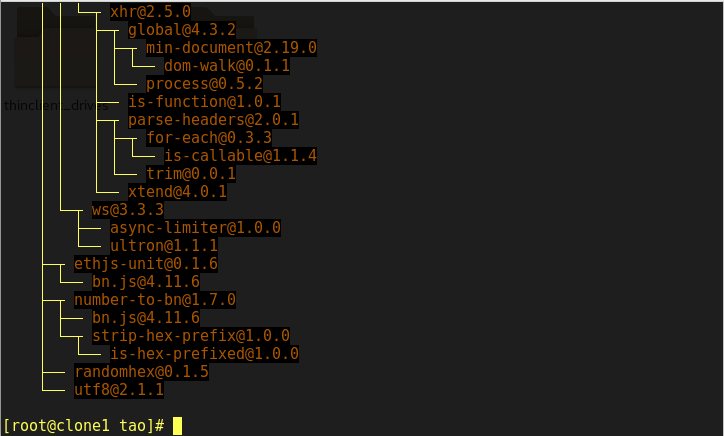 xhr@2.5.0
global@4.3.2
min-document@2.19.0
dom-walk@0.1.1
process@0.5.2
thinclient_drives
is-function@1.0.1
parse-headers@2.0.1
for-each@0.3.3
is-callable@1.1.4
trim@0.0.1
xtend@4.0.1
ws@3.3.3
async-limiter@1.0.0
ultron@1.1.1
ethjs-unit@0.1.6
bn.js@4.11.6
number-to-bn@1.7.0
bn.js@4.11.6
strip-hex-prefix@1.0.0
is-hex-prefixed@1.0.0
randomhex@0.1.5
utf8@2.1.1
[root@clone1 tao]#